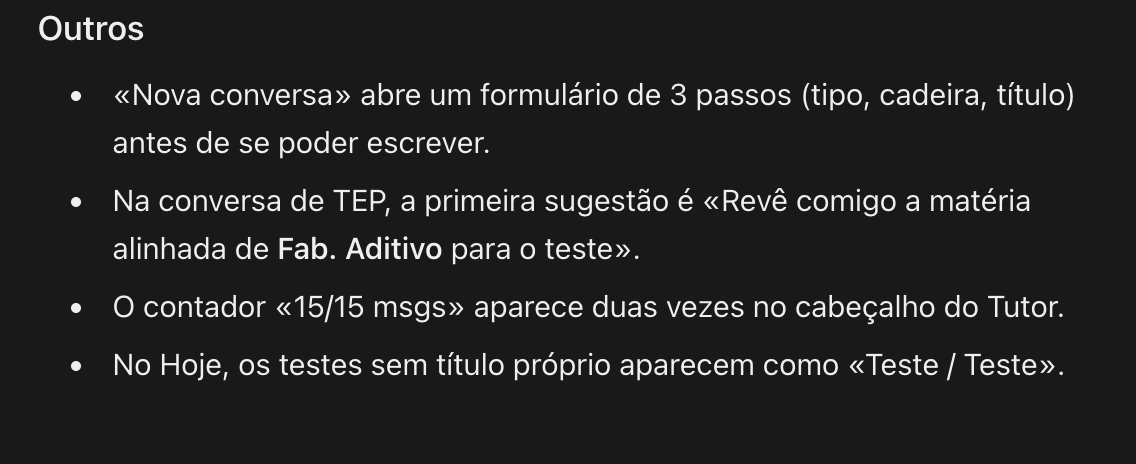 Outros
• «Nova conversa» abre um formulário de 3 passos (tipo, cadeira, título)
antes de se poder escrever.
• Na conversa de TEP, a primeira sugestão é «Revê comigo a matéria
alinhada de Fab. Aditivo para o teste».
• O contador «15/15 msgs» aparece duas vezes no cabeçalho do Tutor.
• No Hoje, os testes sem título próprio aparecem como «Teste / Teste».